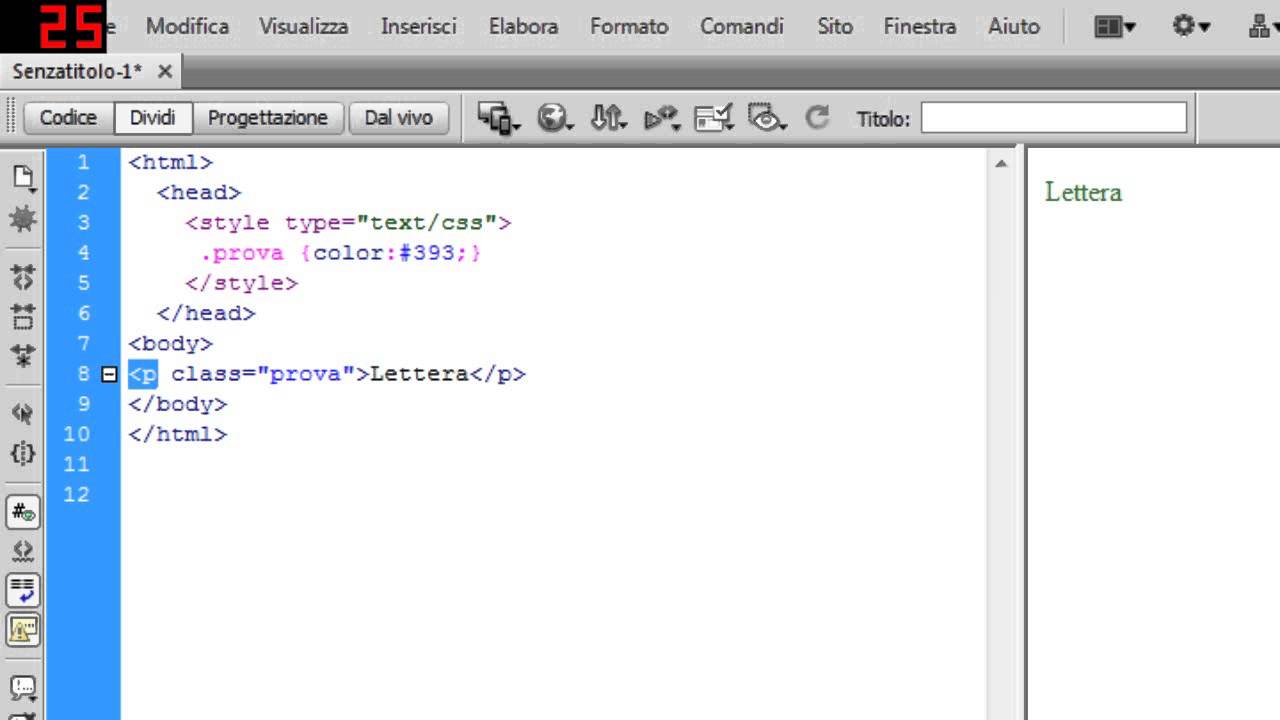 25
e Modifica Visualizza Inserisci Elabora Formato Comandi Sito Finestra Aiuto
Senzatitolo-1*
Codice Dividi Progettazione Dal vivo Titolo:
1 <html>
2 <head>
3 <style type="text/css">
4 .prova {color:#393;}
5 </style>
6 </head>
7 <body>
8 <p class="prova">Lettera</p>
9 </body>
10 </html>
11
12
Lettera